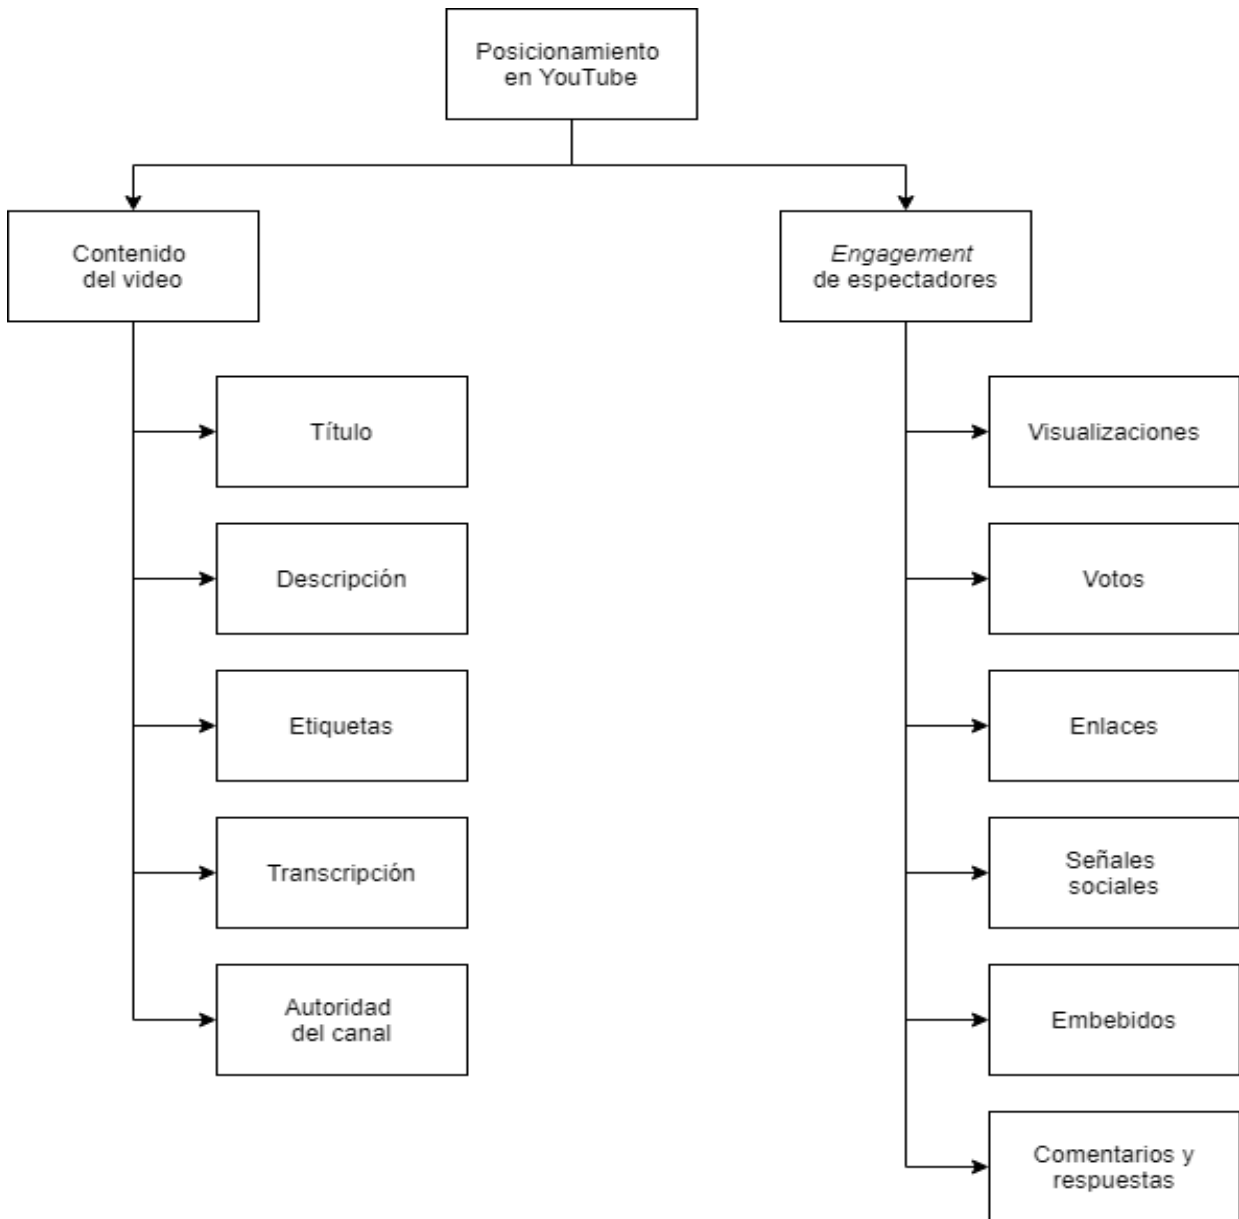 Posicionamiento
en YouTube
Contenido
del video
Engagement
de espectadores
Título
Descripción
Etiquetas
Transcripción
Autoridad
del canal
Visualizaciones
Votos
Enlaces
Señales
sociales
Embebidos
Comentarios y
respuestas